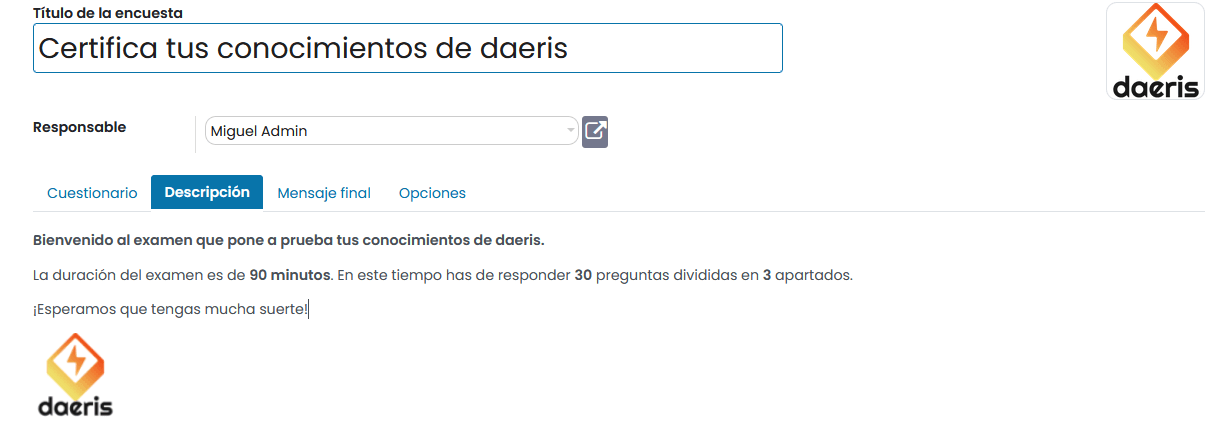 Título de la encuesta
Certifica tus conocimientos de daeris
daeris
Responsable
Miguel Admin
Cuestionario
Descripción
Mensaje final
Opciones
Bienvenido al examen que pone a prueba tus conocimientos de daeris.
La duración del examen es de 90 minutos. En este tiempo has de responder 30 preguntas divididas en 3 apartados.
¡Esperamos que tengas mucha suerte!
daeris